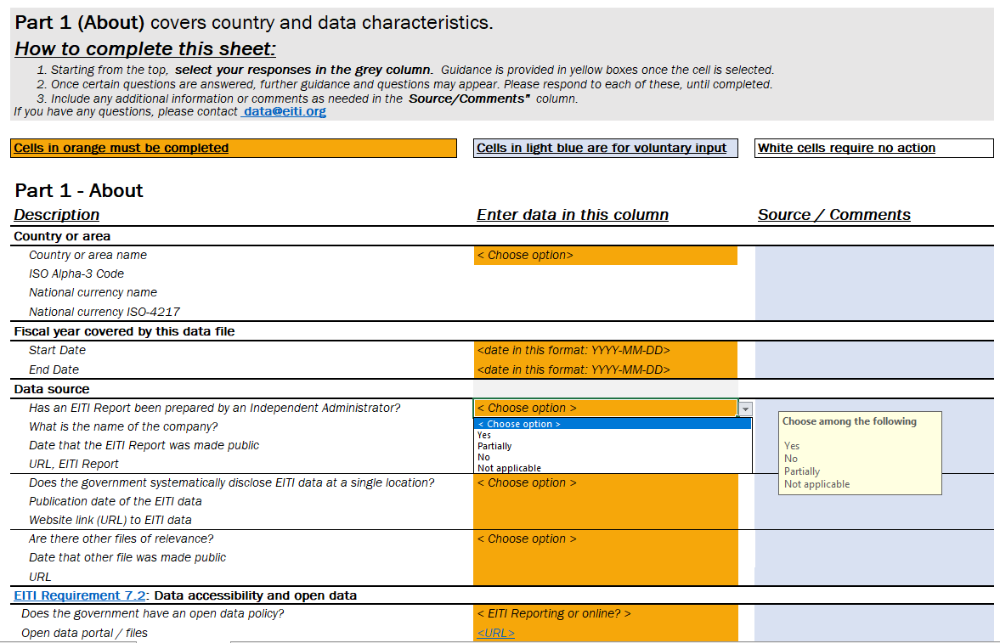 Part 1 (About) covers country and data characteristics.
How to complete this sheet:
1. Starting from the top, select your responses in the grey column. Guidance is provided in yellow boxes once the cell is selected.
2. Once certain questions are answered, further guidance and questions may appear. Please respond to each of these, until completed.
3. Include any additional information or comments as needed in the Source/Comments" column.
If you have any questions, please contact data@eiti.org
Cells in orange must be completed
Cells in light blue are for voluntary input
White cells require no action
Part 1 - About
Description
Enter data in this column
Source / Comments
Country or area
Country or area name
< Choose option>
ISO Alpha-3 Code
National currency name
National currency ISO-4217
Fiscal year covered by this data file
Start Date
<date in this format: YYYY-MM-DD>
End Date
<date in this format: YYYY-MM-DD>
Data source
Has an EITI Report been prepared by an Independent Administrator?
< Choose option >
What is the name of the company?
Date that the EITI Report was made public
URL, EITI Report
< Choose option >
Yes
Partially
No
Not applicable
Choose among the following
Yes
No
Partially
Not applicable
Does the government systematically disclose EITI data at a single location?
< Choose option >
Publication date of the EITI data
Website link (URL) to EITI data
Are there other files of relevance?
< Choose option >
Date that other file was made public
URL
EITI Requirement 7.2: Data accessibility and open data
Does the government have an open data policy?
< EITI Reporting or online? >
Open data portal / files
<URL>